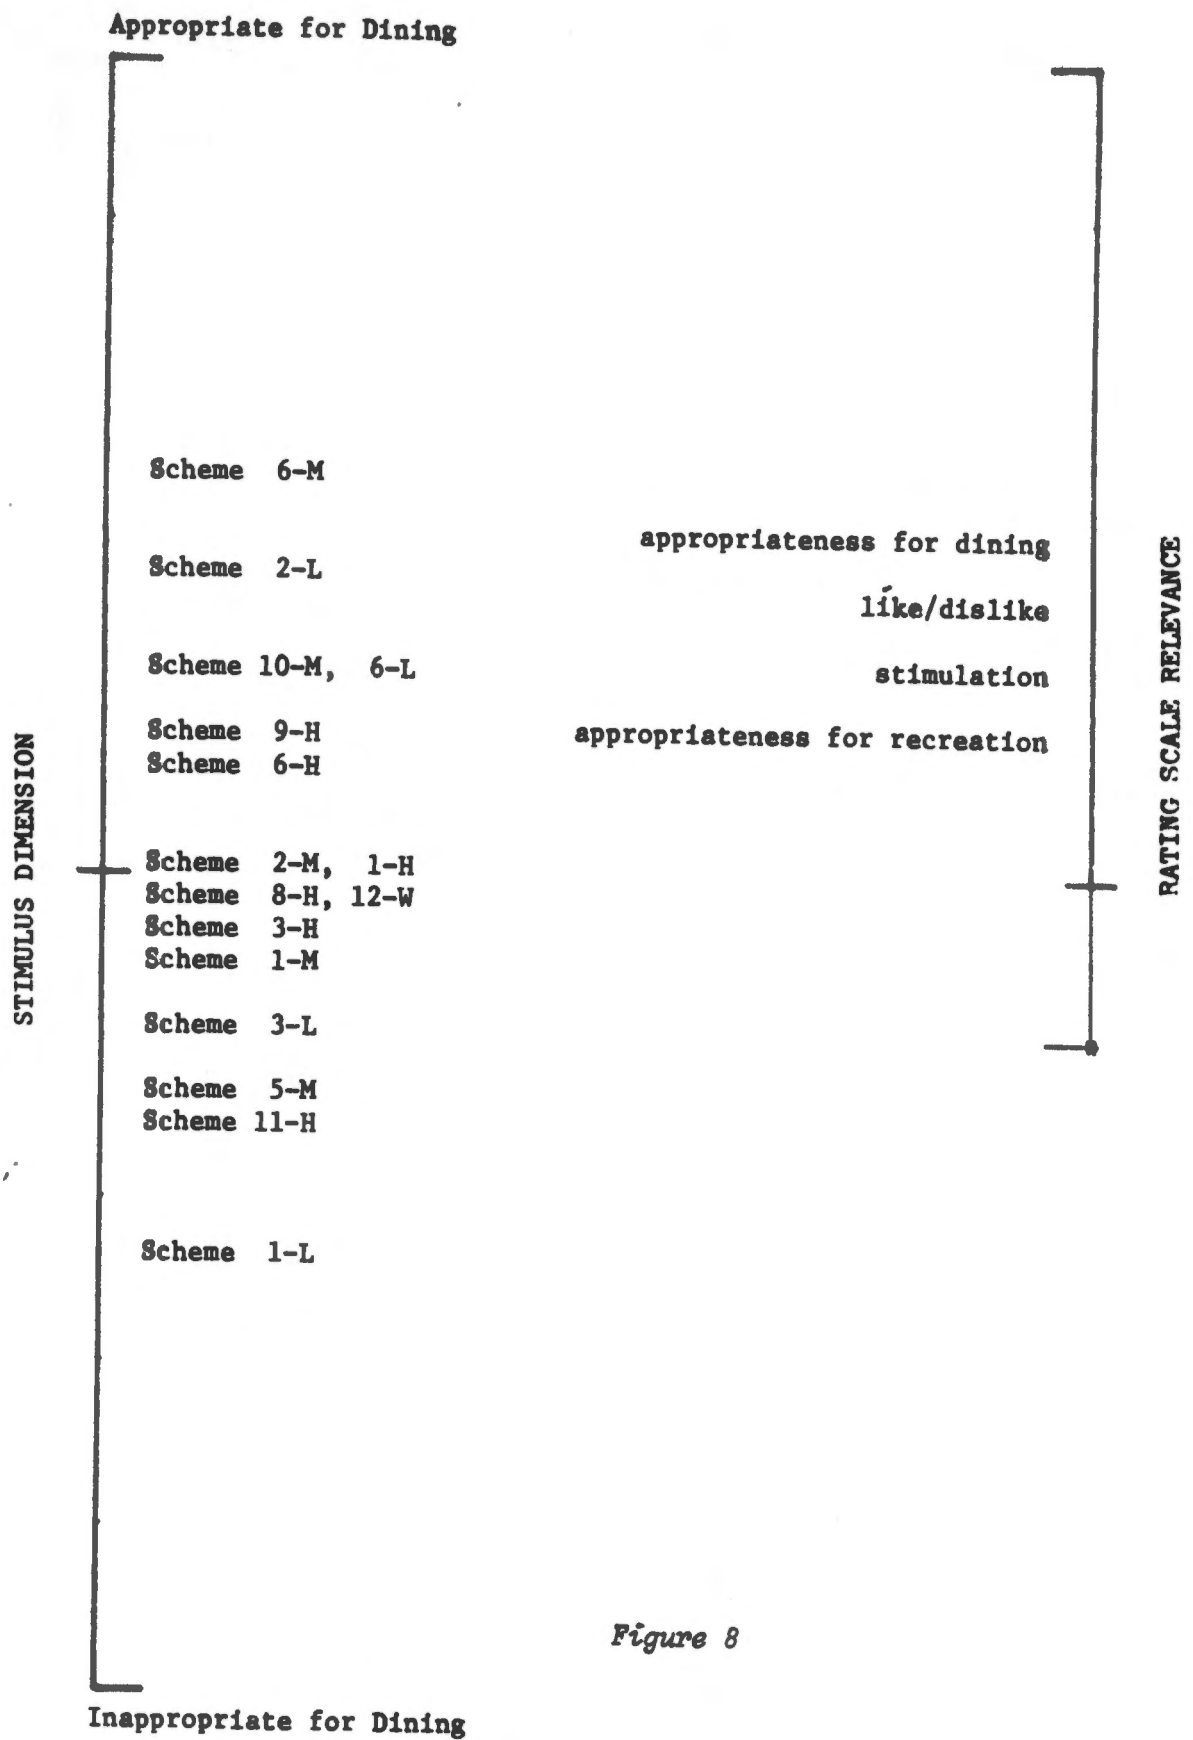 Appropriate for Dining
STIMULUS DIMENSION
Scheme 6-M
Scheme 2-L
Scheme 10-M, 6-L
Scheme 9-H
Scheme 6-H
Scheme 2-M, 1-H
Scheme 8-H, 12-W
Scheme 3-H
Scheme 1-M
Scheme 3-L
Scheme 5-M
Scheme 11-H
Scheme 1-L
appropriateness for dining
like/dislike
stimulation
appropriateness for recreation
RATING SCALE RELEVANCE
Figure 8
Inappropriate for Dining